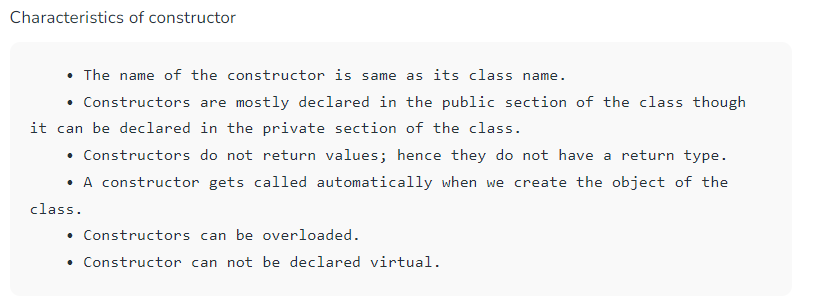 Characteristics of constructor
• The name of the constructor is same as its class name.
• Constructors are mostly declared in the public section of the class though
it can be declared in the private section of the class.
• Constructors do not return values; hence they do not have a return type.
• A constructor gets called automatically when we create the object of the
class.
• Constructors can be overloaded.
• Constructor can not be declared virtual.